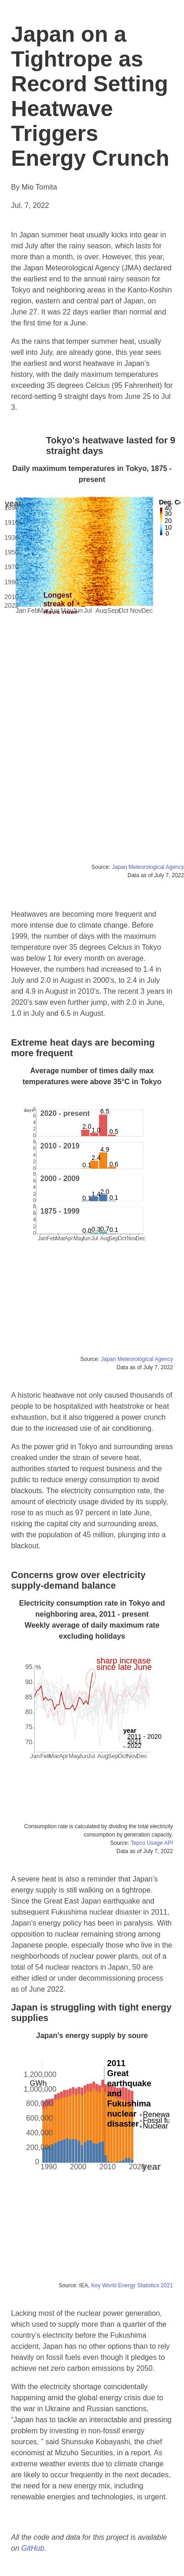 Japan on a
Tightrope as
Record Setting
Heatwave
Triggers
Energy Crunch
By Mio Tomita
Jul. 7, 2022
In Japan summer heat usually kicks into gear in
mid July after the rainy season, which lasts for
more than a month, is over. However, this year,
the Japan Meteorological Agency (JMA) declared
the earliest end to the annual rainy season for
Tokyo and neighboring areas in the Kanto-Koshin
region, eastern and central part of Japan, on
June 27. It was 22 days earlier than normal and
the first time for a June.
As the rains that temper summer heat, usually
well into July, are already gone, this year sees
the earliest and worst heatwave in Japan's
history, with the daily maximum temperatures
exceeding 35 degrees Celcius (95 Fahrenheit) for
record-setting 9 straight days from June 25 to Jul
3.
Tokyo's heatwave lasted for 9
straight days
Daily maximum temperatures in Tokyo, 1875 -
present
year
Deg. C
40
30
20
10
0
1910
1930
1950
1970
1990
2010
2022
Longest
streak of
Jan Feb Mar Apr May Jun Jul Aug Sept Oct Nov Dec
Source: Japan Meteorological Agency
Data as of July 7, 2022
Heatwaves are becoming more frequent and
more intense due to climate change. Before
1999, the number of days with the maximum
temperature over 35 degrees Celcius in Tokyo
was below 1 for every month on average.
However, the numbers had increased to 1.4 in
July and 2.0 in August in 2000's, to 2.4 in July
and 4.9 in August in 2010's. The recent 3 years in
2020's saw even further jump, with 2.0 in June,
1.0 in July and 6.5 in August.
Extreme heat days are becoming
more frequent
Average number of times daily max
temperatures were above 35°C in Tokyo
days
8
6
4
2
0
2020 - present
2.0
1.0
6.5
0.5
8
6
4
2
0
2010 - 2019
0.1
2.4
4.9
0.6
8
6
4
2
0
2000 - 2009
0.1
1.4
2.0
0.1
8
6
4
2
0
1875 - 1999
0.0
0.3
0.7
0.1
Jan Feb Mar Apr May Jun Jul Aug Sep Oct Nov Dec
Source: Japan Meteorological Agency
Data as of July 7, 2022
A historic heatwave not only caused thousands of
people to be hospitalized with heatstroke or heat
exhaustion, but it also triggered a power crunch
due to the increased use of air conditioning.
As the power grid in Tokyo and surrounding areas
creaked under the strain of severe heat,
authorities started to request business and the
public to reduce energy consumption to avoid
blackouts. The electricity consumption rate, the
amount of electricity used divided by its supply,
rose to as much as 97 percent in late June,
risking the capital city and surrounding areas,
with the population of 45 million, plunging into a
blackout.
Concerns grow over electricity
supply-demand balance
Electricity consumption rate in Tokyo and
neighboring area, 2011 - present
Weekly average of daily maximum rate
excluding holidays
sharp increase
since late June
95 %
90
85
80
75
70
year
2011 - 2020
2021
2022
Jan Feb Mar Apr May Jun Jul Aug Sep Oct Nov Dec
Consumption rate is calculated by dividing the total electricity
consumption by generation capacity.
Source: Tepco Usage API
Data as of July 7, 2022
A severe heat is also a reminder that Japan's
energy supply is still walking on a tightrope.
Since the Great East Japan earthquake and
subsequent Fukushima nuclear disaster in 2011,
Japan's energy policy has been in paralysis. With
opposition to nuclear remaining strong among
Japanese people, especially those who live in the
neighborhoods of nuclear power plants, out of a
total of 54 nuclear reactors in Japan, 50 are
either idled or under decommissioning process
as of June 2022.
Japan is struggling with tight energy
supplies
Japan's energy supply by soure
2011
Great
earthquake
and
Fukushima
nuclear
disaster
1,200,000
GWh
1,000,000
800,000
600,000
400,000
200,000
0
Renewa
Fossil fu
Nuclear
1990
2000
2010
2020
year
Source: IEA, Key World Energy Statistics 2021
Lacking most of the nuclear power generation,
which used to supply more than a quarter of the
country's electricity before the Fukushima
accident, Japan has no other options than to rely
heavily on fossil fuels even though it pledges to
achieve net zero carbon emissions by 2050.
With the electricity shortage coincidentally
happening amid the global energy crisis due to
the war in Ukraine and Russian sanctions,
"Japan has to tackle an interactable and pressing
problem by investing in non-fossil energy
sources, " said Shunsuke Kobayashi, the chief
economist at Mizuho Securities, in a report. As
extreme weather events due to climate change
are likely to occur frequently in the next decades,
the need for a new energy mix, including
renewable energies and technologies, is urgent.
All the code and data for this project is available
on GitHub.